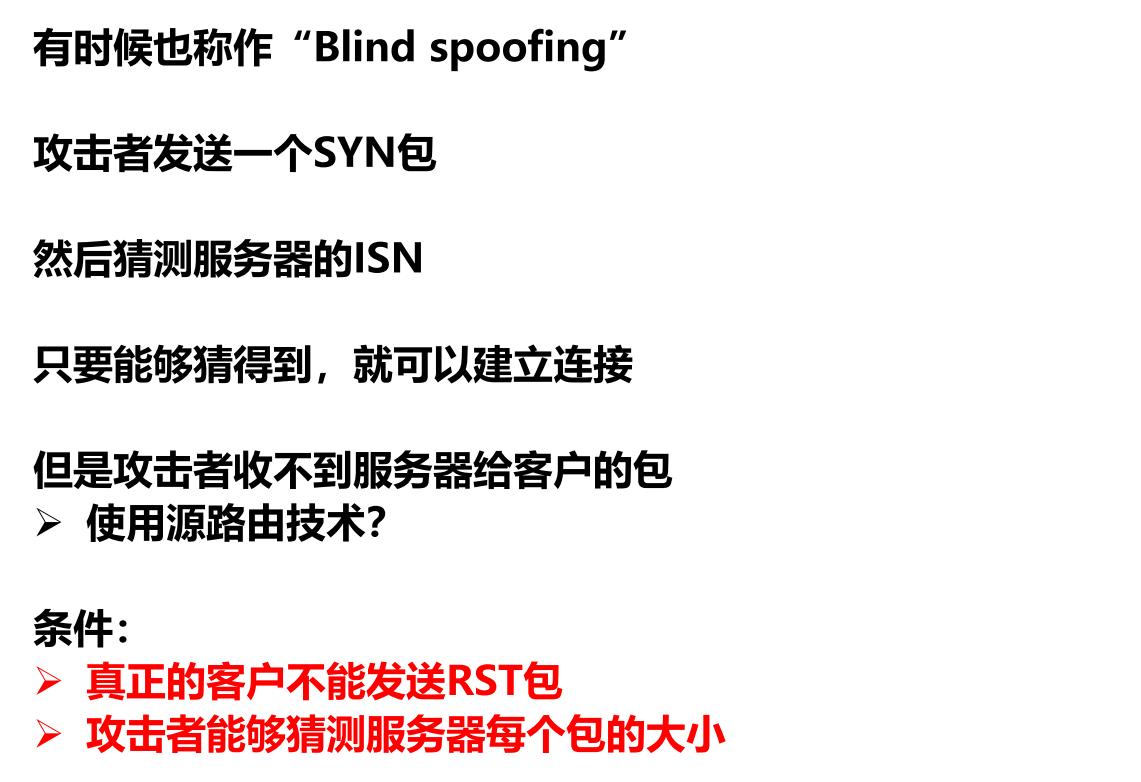 有时候也称作“Blind spoofing”
攻击者发送一个SYN包
然后猜测服务器的ISN
只要能够猜得到，就可以建立连接
但是攻击者收不到服务器给客户的包
➢ 使用源路由技术？
条件：
➢ 真正的客户不能发送RST包
➢ 攻击者能够猜测服务器每个包的大小